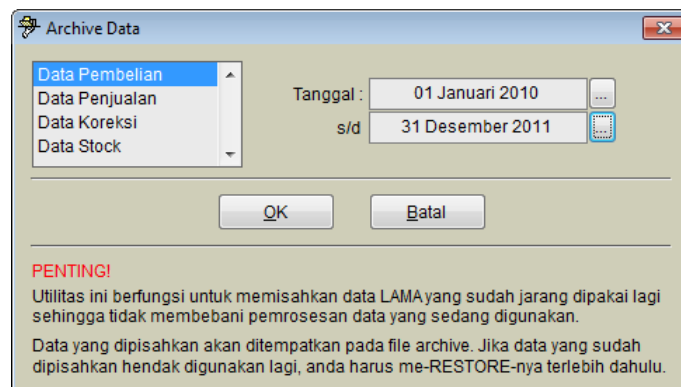 Archive Data
Data Pembelian
Data Penjualan
Data Koreksi
Data Stock
Tanggal : 01 Januari 2010 ...
s/d 31 Desember 2011 ...
OK Batal
PENTING!
Utilitas ini berfungsi untuk memisahkan data LAMA yang sudah jarang dipakai lagi
sehingga tidak membebani pemrosesan data yang sedang digunakan.
Data yang dipisahkan akan ditempatkan pada file archive. Jika data yang sudah
dipisahkan hendak digunakan lagi, anda harus me-RESTORE-nya terlebih dahulu.